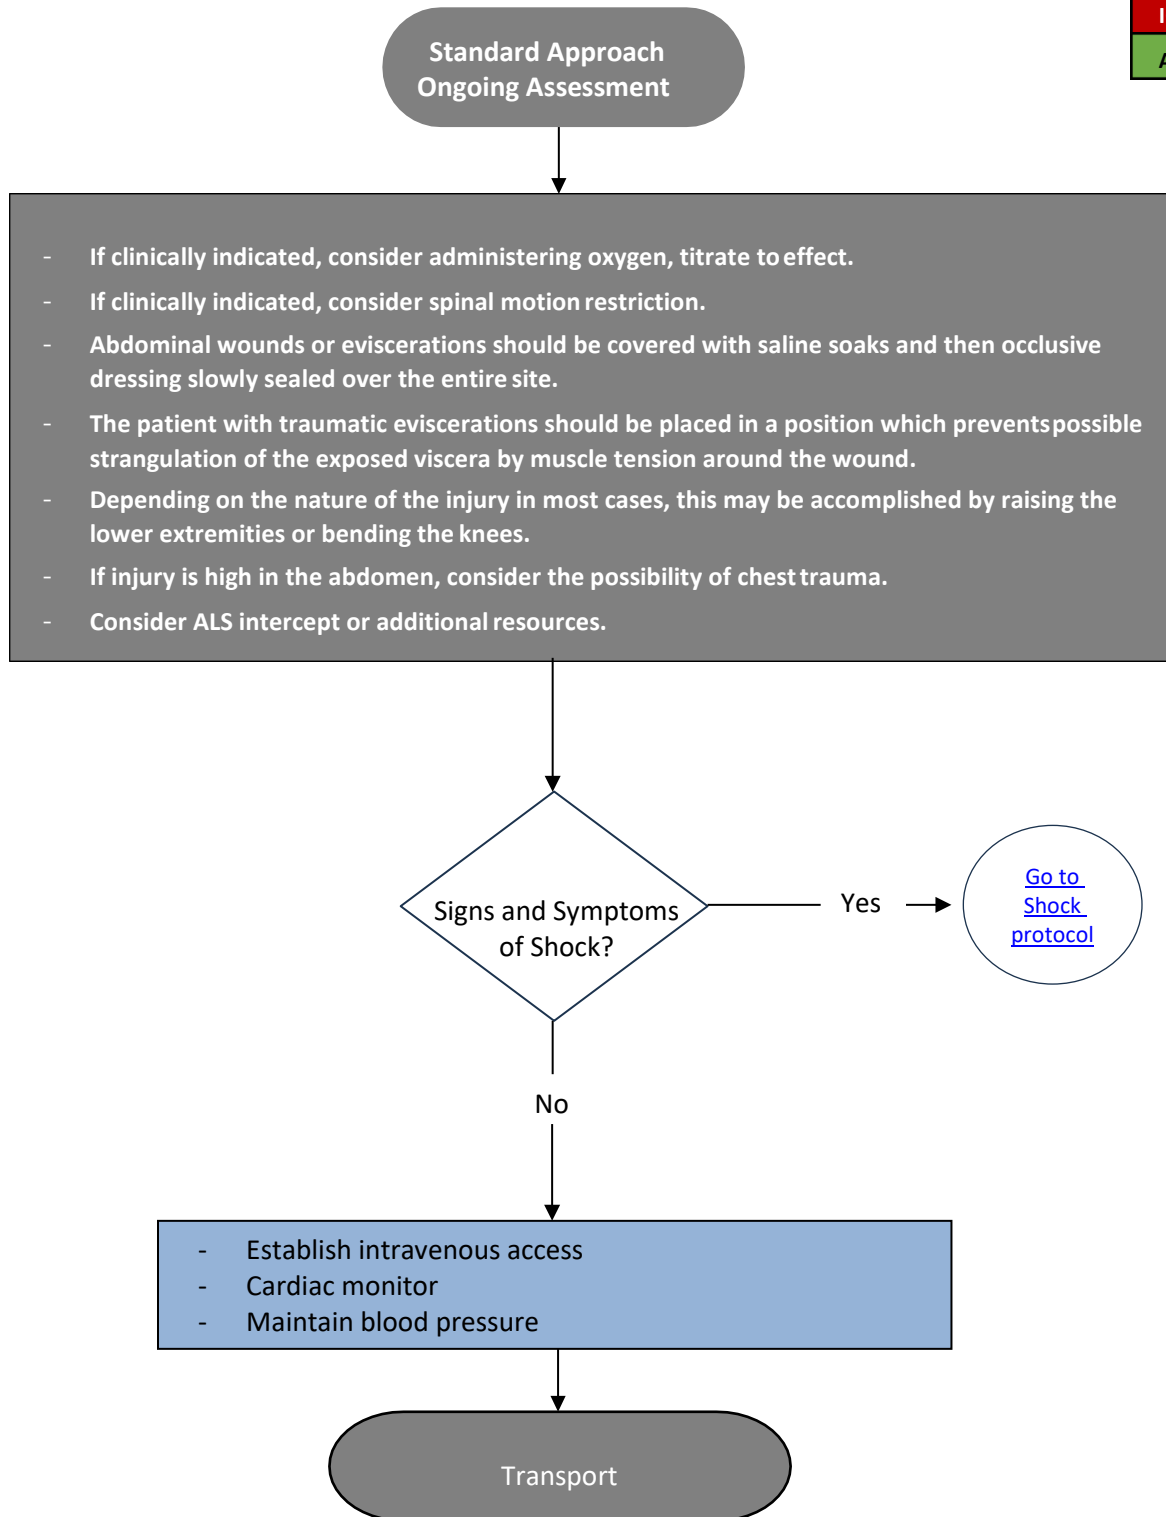 Standard Approach
Ongoing Assessment
- If clinically indicated, consider administering oxygen, titrate to effect.
- If clinically indicated, consider spinal motion restriction.
- Abdominal wounds or eviscerations should be covered with saline soaks and then occlusive
dressing slowly sealed over the entire site.
- The patient with traumatic eviscerations should be placed in a position which prevents possible
strangulation of the exposed viscera by muscle tension around the wound.
- Depending on the nature of the injury in most cases, this may be accomplished by raising the
lower extremities or bending the knees.
- If injury is high in the abdomen, consider the possibility of chest trauma.
- Consider ALS intercept or additional resources.
Signs and Symptoms
of Shock?
Yes
Go to
Shock
protocol
No
- Establish intravenous access
- Cardiac monitor
- Maintain blood pressure
Transport